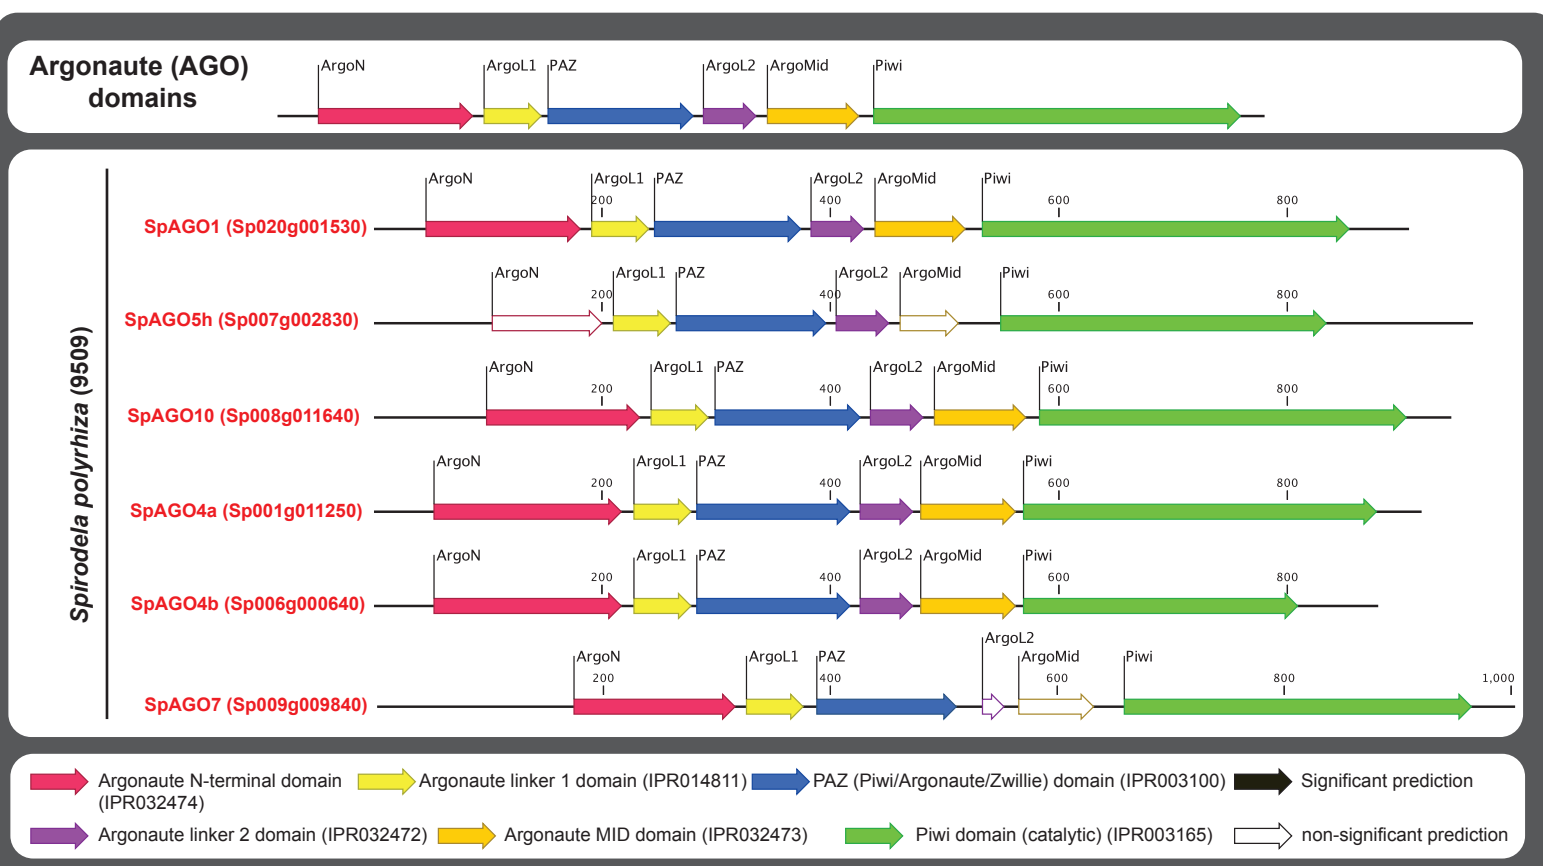 Argonaute (AGO)
domains
ArgoN ArgoL1 PAZ ArgoL2 ArgoMid Piwi
Spirodela polyrhiza (9509)
ArgoN ArgoL1 PAZ ArgoL2 ArgoMid Piwi
200 400 600 800
SpAGO1 (Sp020g001530)
ArgoN ArgoL1 PAZ ArgoL2 ArgoMid Piwi
200 400 600 800
SpAGO5h (Sp007g002830)
ArgoN ArgoL1 PAZ ArgoL2 ArgoMid Piwi
200 400 600 800
SpAGO10 (Sp008g011640)
ArgoN ArgoL1 PAZ ArgoL2 ArgoMid Piwi
200 400 600 800
SpAGO4a (Sp001g011250)
ArgoN ArgoL1 PAZ ArgoL2 ArgoMid Piwi
200 400 600 800
SpAGO4b (Sp006g000640)
ArgoL2
ArgoN ArgoL1 PAZ ArgoMid Piwi
200 400 600 800 1,000
SpAGO7 (Sp009g009840)
Argonaute N-terminal domain
(IPR032474)
Argonaute linker 1 domain (IPR014811)
PAZ (Piwi/Argonaute/Zwillie) domain (IPR003100)
Significant prediction
Argonaute linker 2 domain (IPR032472)
Argonaute MID domain (IPR032473)
Piwi domain (catalytic) (IPR003165)
non-significant prediction